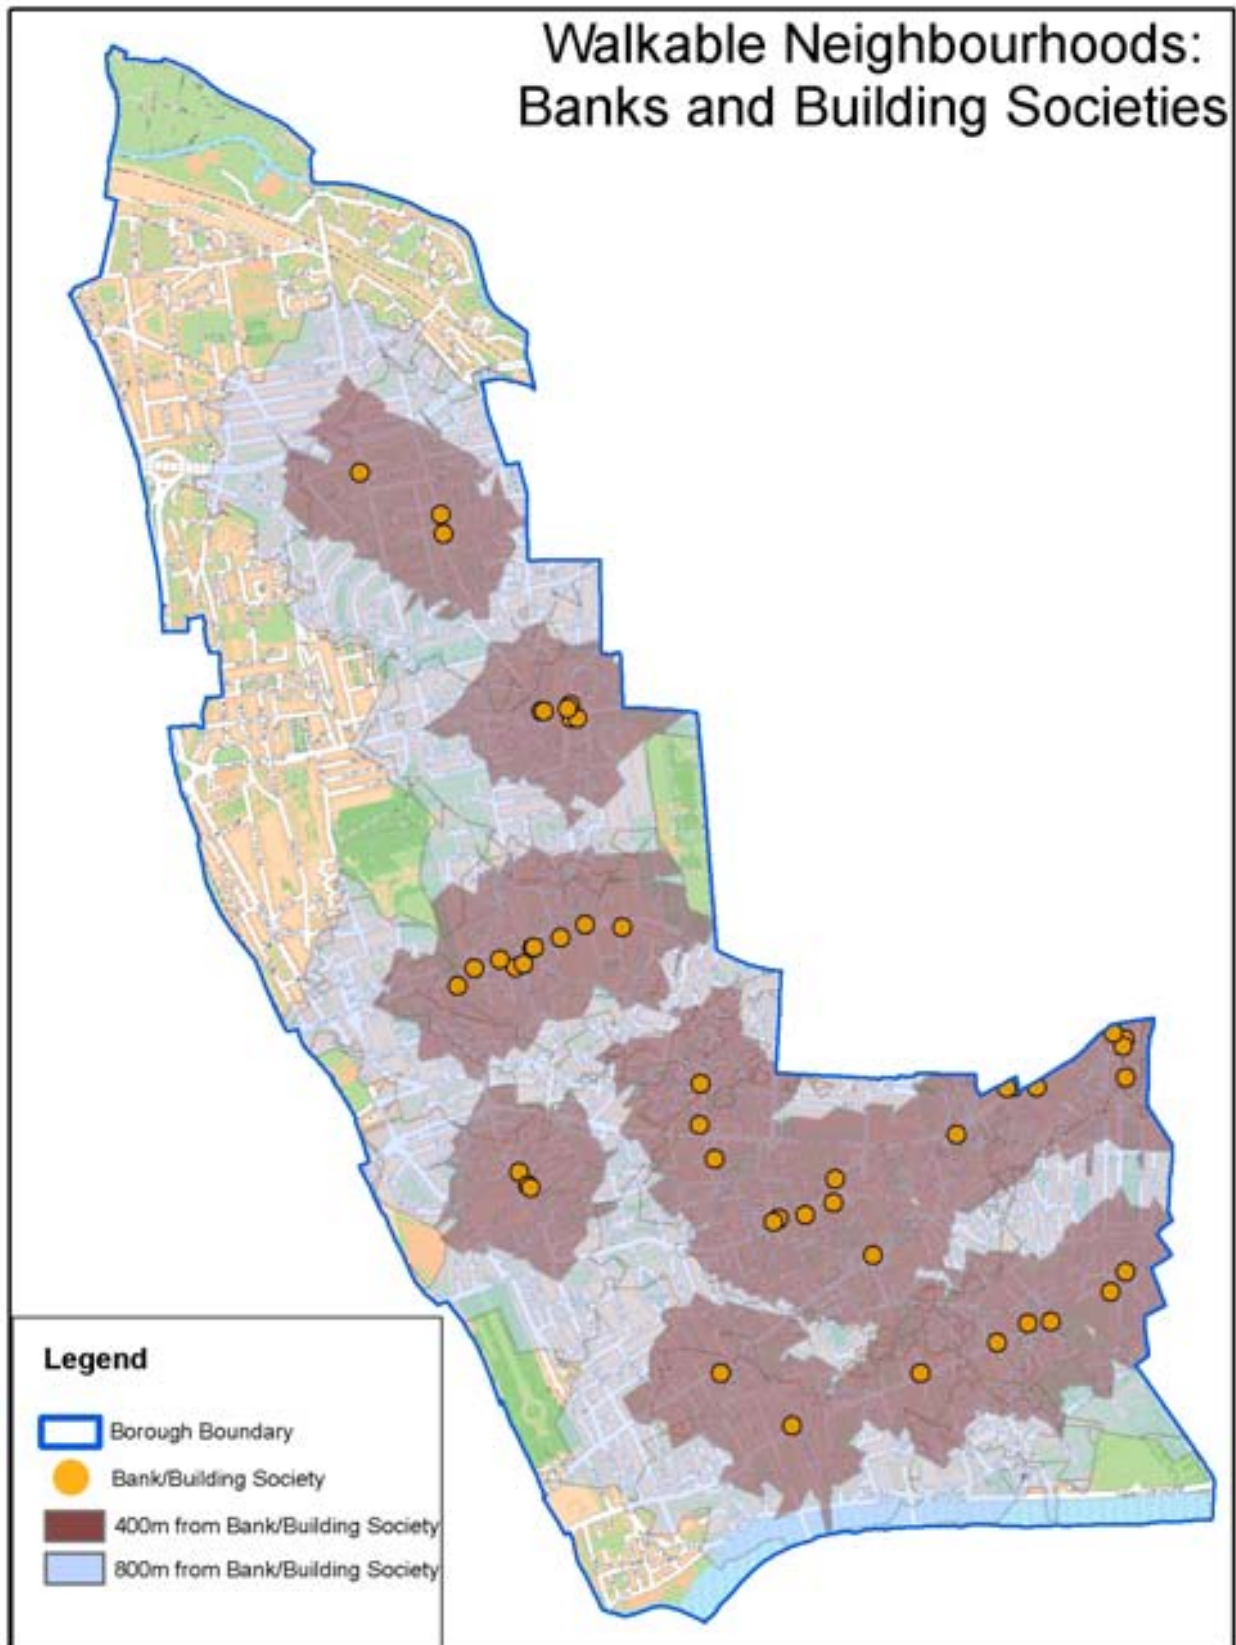 Walkable Neighbourhoods:
Banks and Building Societies
Legend
Borough Boundary
Bank/Building Society
400m from Bank/Building Society
800m from Bank/Building Society